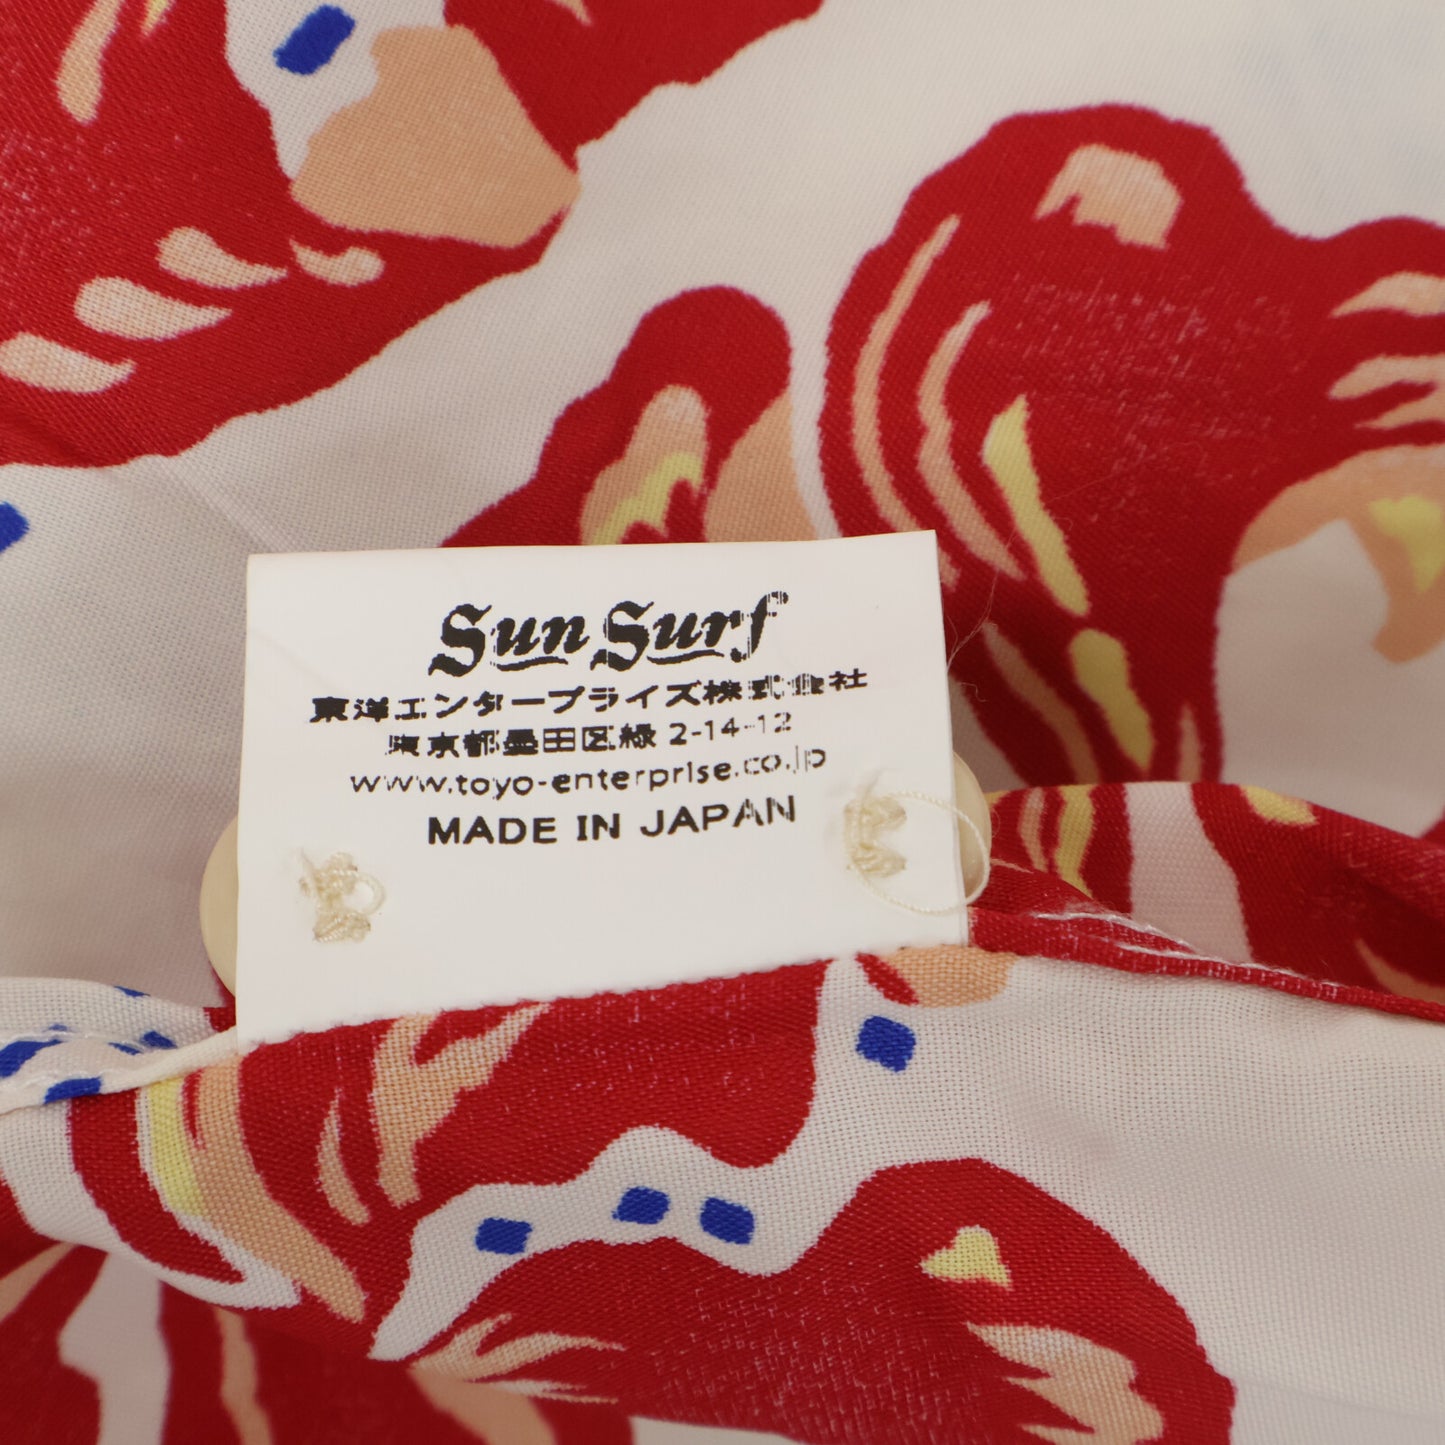 Sun Surf
東洋エンタープライズ株式会社
東京都墨田区緑 2-14-12
www.toyo-enterprise.co.jp
MADE IN JAPAN